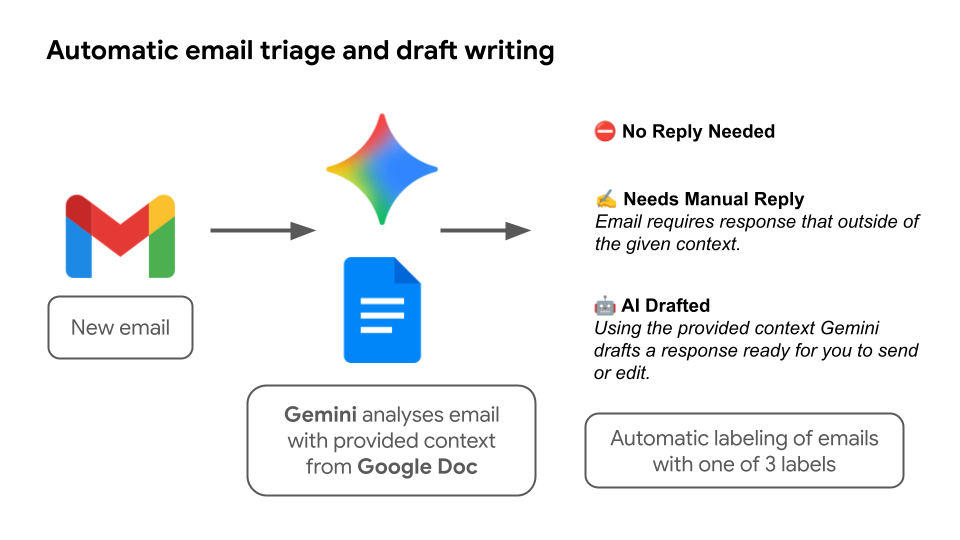 Automatic email triage and draft writing
New email
Gemini analyses email
with provided context
from Google Doc
⛔ No Reply Needed
✍️ Needs Manual Reply
Email requires response that outside of
the given context.
🤖 AI Drafted
Using the provided context Gemini
drafts a response ready for you to send
or edit.
Automatic labeling of emails
with one of 3 labels